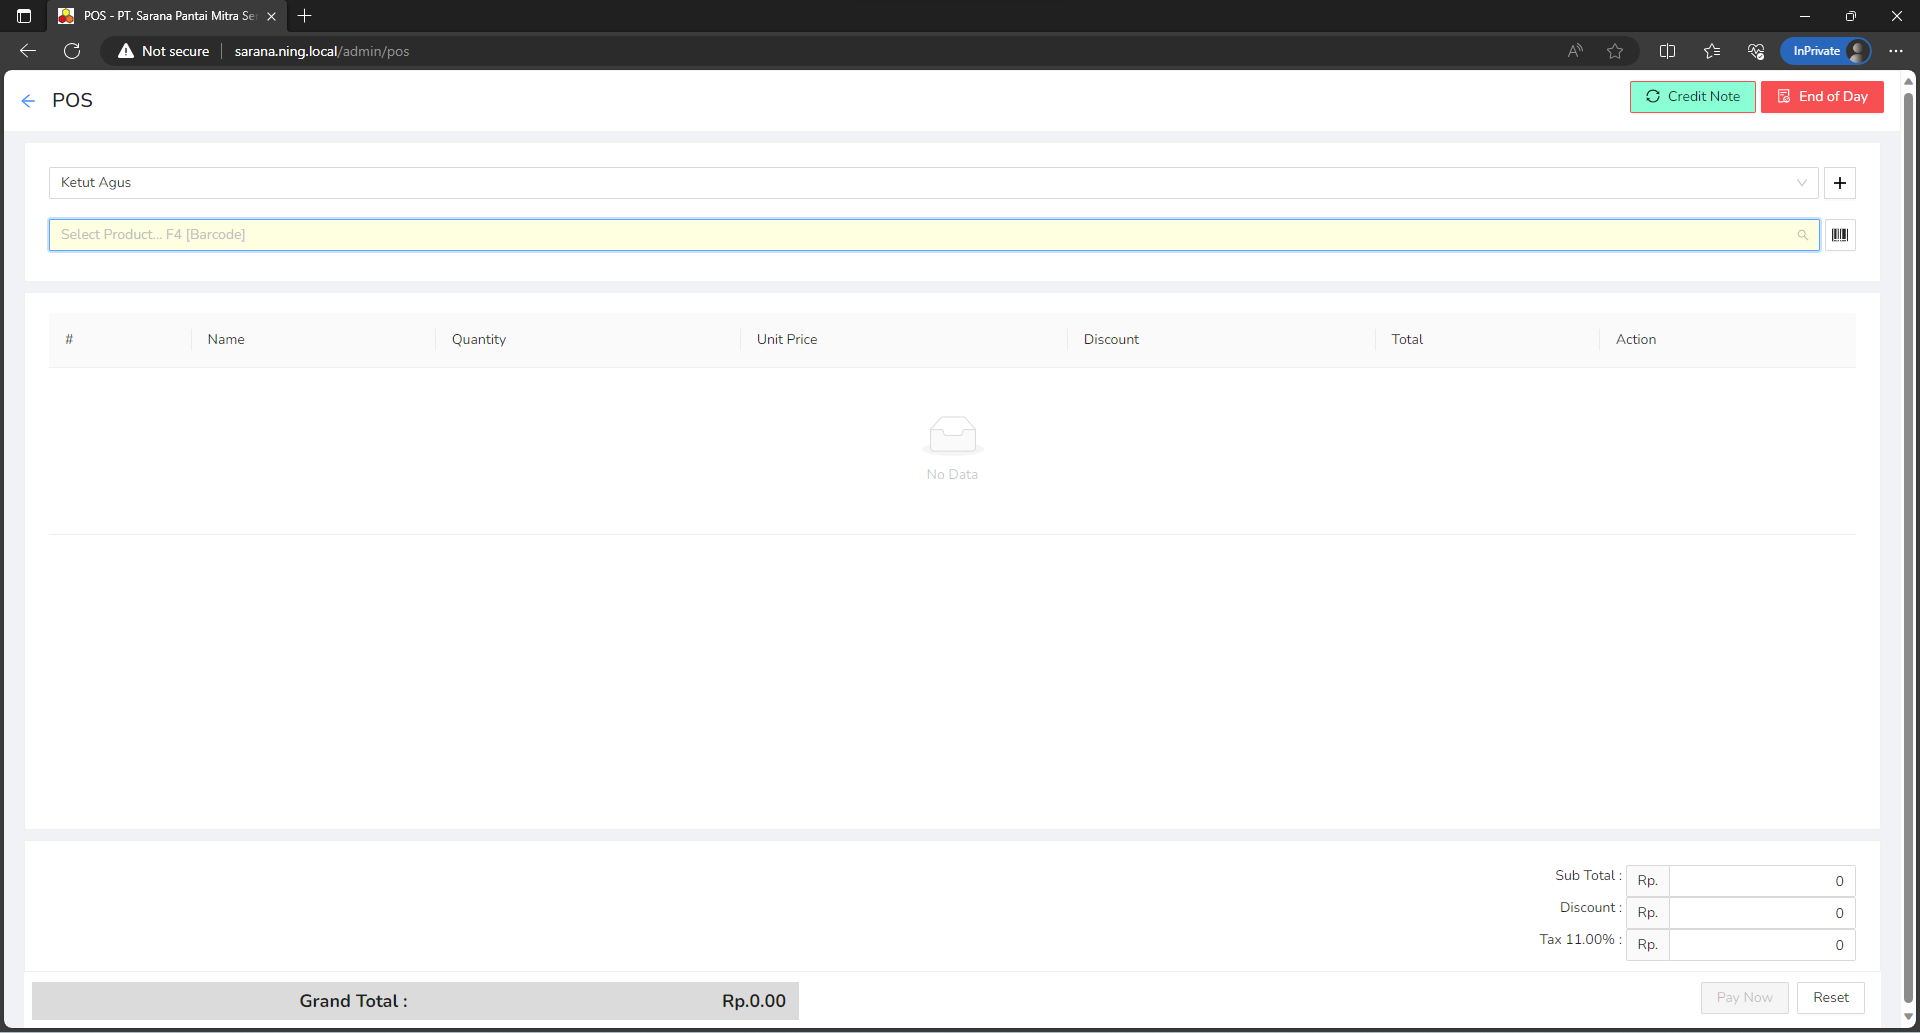 POS - PT. Sarana Pantai Mitra Se
Not secure
sarana.ning.local/admin/pos
InPrivate
POS
Credit Note
End of Day
Ketut Agus
Select Product... F4 [Barcode]
# Name Quantity Unit Price Discount Total Action
No Data
Sub Total : Rp. 0
Discount : Rp. 0
Tax 11.00% : Rp. 0
Grand Total : Rp.0.00
Pay Now
Reset